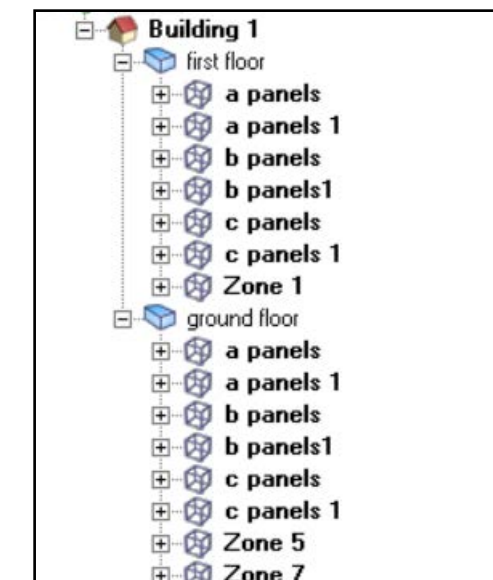 Building 1
first floor
a panels
a panels 1
b panels
b panels1
c panels
c panels 1
Zone 1
ground floor
a panels
a panels 1
b panels
b panels1
c panels
c panels 1
Zone 5
Zone 7